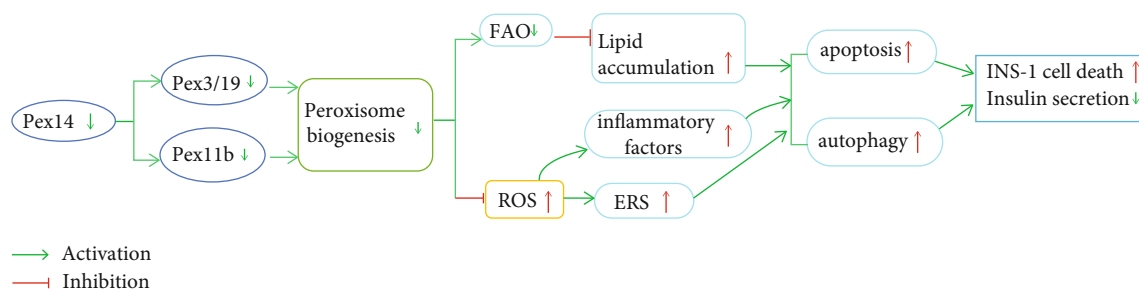 Pex14
Pex3/19
Pex11b
Peroxisome
biogenesis
FAO
Lipid
accumulation
inflammatory
factors
ROS
ERS
apoptosis
autophagy
INS-1 cell death
Insulin secretion
Activation
Inhibition